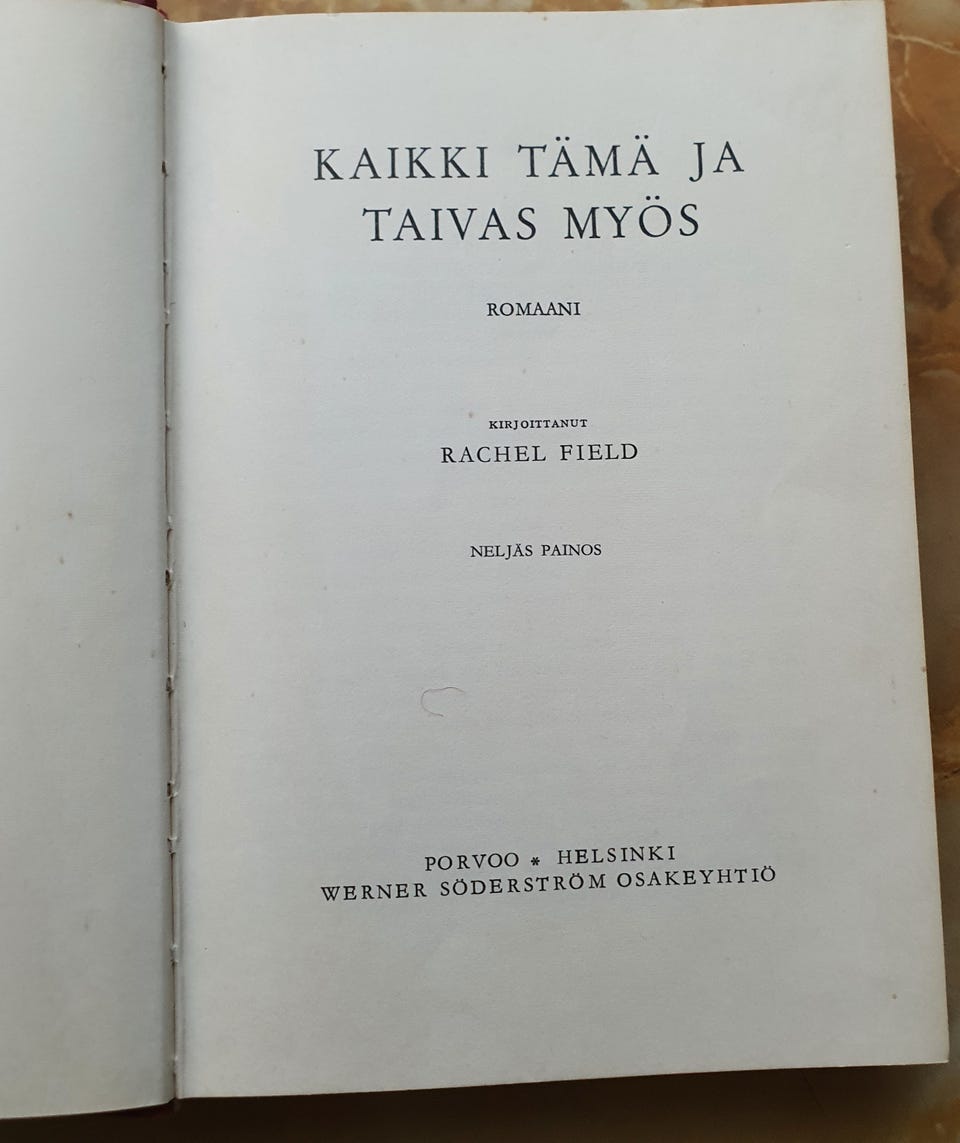 KAIKKI TÄMÄ JA
TAIVAS MYÖS
ROMAANI
KIRJOITTANUT
RACHEL FIELD
NELJÄS PAINOS
PORVOO * HELSINKI
WERNER SÖDERSTRÖM OSAKEYHTIÖ